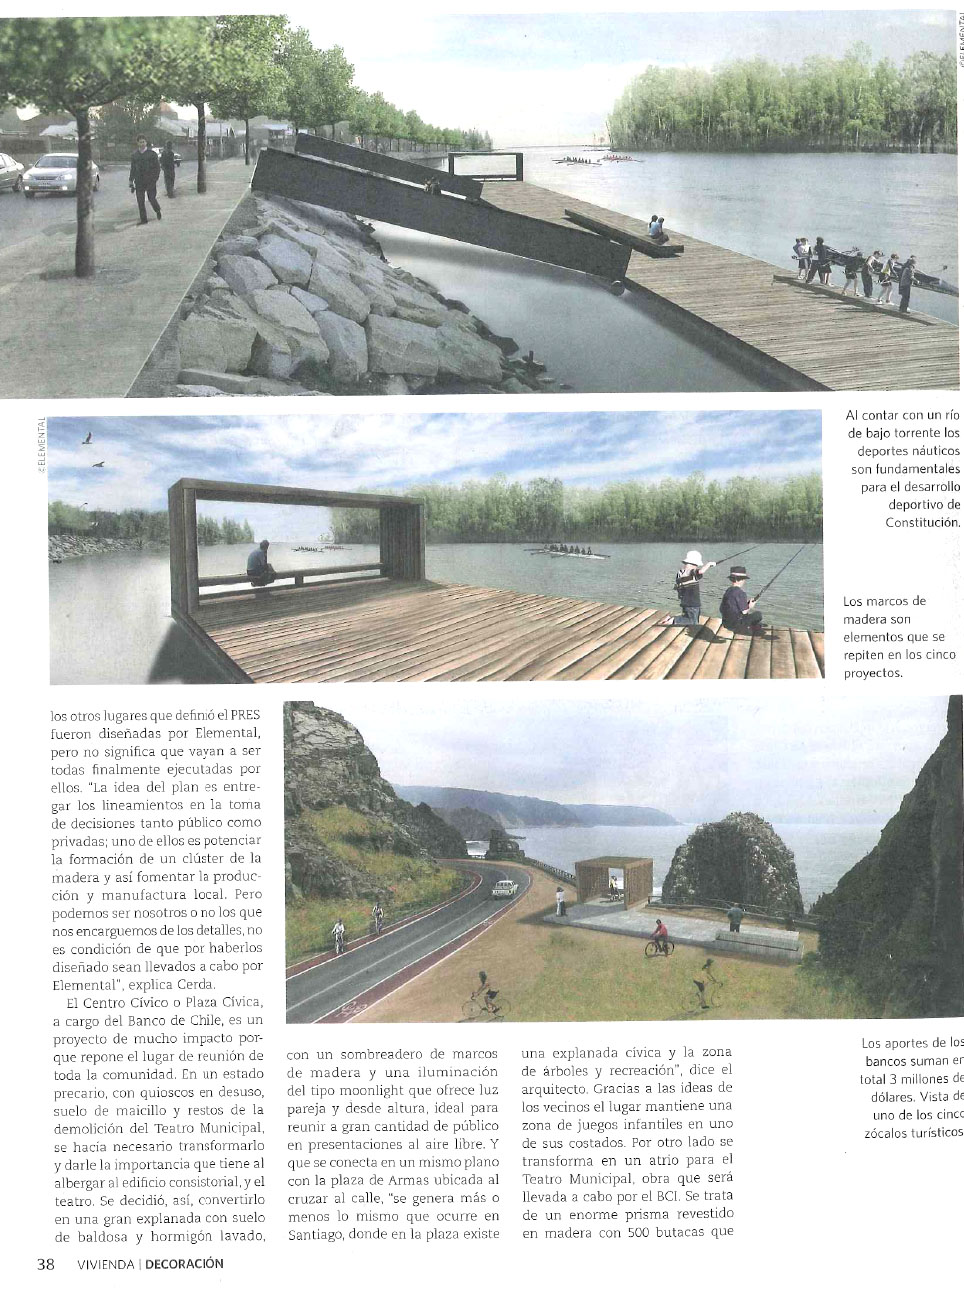 ©ELEMENTAL
©ELEMENTAL
Al contar con un río
de bajo torrente los
deportes náuticos
son fundamentales
para el desarrollo
deportivo de
Constitución.
Los marcos de
madera son
elementos que se
repiten en los cinco
proyectos.
los otros lugares que definió el PRES
fueron diseñadas por Elemental,
pero no significa que vayan a ser
todas finalmente ejecutadas por
ellos. "La idea del plan es entre-
gar los lineamientos en la toma
de decisiones tanto público como
privadas; uno de ellos es potenciar
la formación de un clúster de la
madera y así fomentar la produc-
ción y manufactura local. Pero
podemos ser nosotros o no los que
nos encarguemos de los detalles, no
es condición de que por haberlos
diseñado sean llevados a cabo por
Elemental", explica Cerda.
El Centro Cívico o Plaza Cívica,
a cargo del Banco de Chile, es un
proyecto de mucho impacto por-
que repone el lugar de reunión de
toda la comunidad. En un estado
precario, con quioscos en desuso,
suelo de maicillo y restos de la
demolición del Teatro Municipal,
se hacía necesario transformarlo
y darle la importancia que tiene al
albergar al edificio consistorial, y el
teatro. Se decidió, así, convertirlo
en una gran explanada con suelo
de baldosa y hormigón lavado,
con un sombreadero de marcos
de madera y una iluminación
del tipo moonlight que ofrece luz
pareja y desde altura, ideal para
reunir a gran cantidad de público
en presentaciones al aire libre. Y
que se conecta en un mismo plano
con la plaza de Armas ubicada al
cruzar al calle, "se genera más o
menos lo mismo que ocurre en
Santiago, donde en la plaza existe
una explanada cívica y la zona
de árboles y recreación", dice el
arquitecto. Gracias a las ideas de
los vecinos el lugar mantiene una
zona de juegos infantiles en uno
de sus costados. Por otro lado se
transforma en un atrio para el
Teatro Municipal, obra que será
llevada a cabo por el BCI. Se trata
de un enorme prisma revestido
en madera con 500 butacas que
Los aportes de los
bancos suman en
total 3 millones de
dólares. Vista de
uno de los cinco
zócalos turísticos
38 VIVIENDA | DECORACIÓN